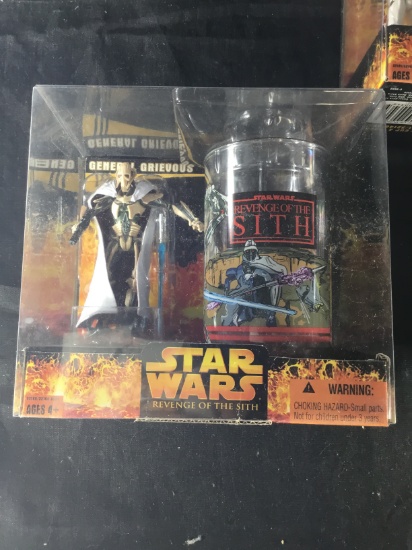 AGES
GENERAL GRIEVOUS
GENERAL GRIEVOUS
STAR WARS
REVENGE OF THE
SITH
STAR
WARS
REVENGE OF THE SITH
AGES 4+
WARNING:
CHOKING HAZARD-Small parts.
Not for children under 3 years.